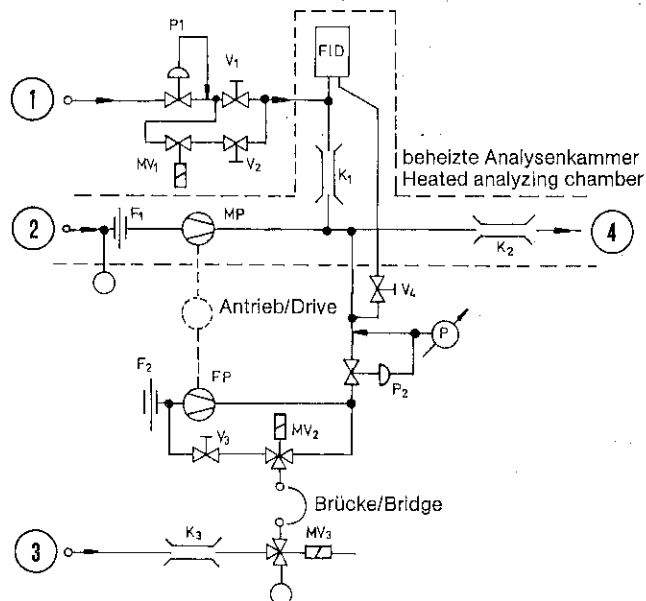 P1
V1
FID
1
MV1
V2
K1
beheizte Analysenkammer
Heated analyzing chamber
2
F1
MP
K2
4
Antrieb/Drive
V4
P
F2
FP
P2
V3
MV2
Brücke/Bridge
3
K3
MV3